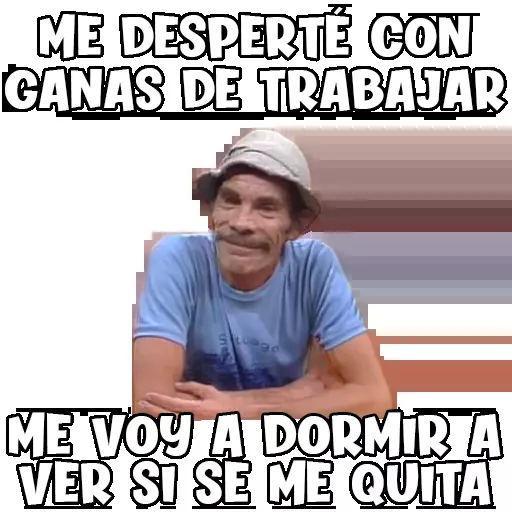 ME DESPERTÉ CON
GANAS DE TRABAJAR
ME VOY A DORMIR A
VER SI SE ME QUITA